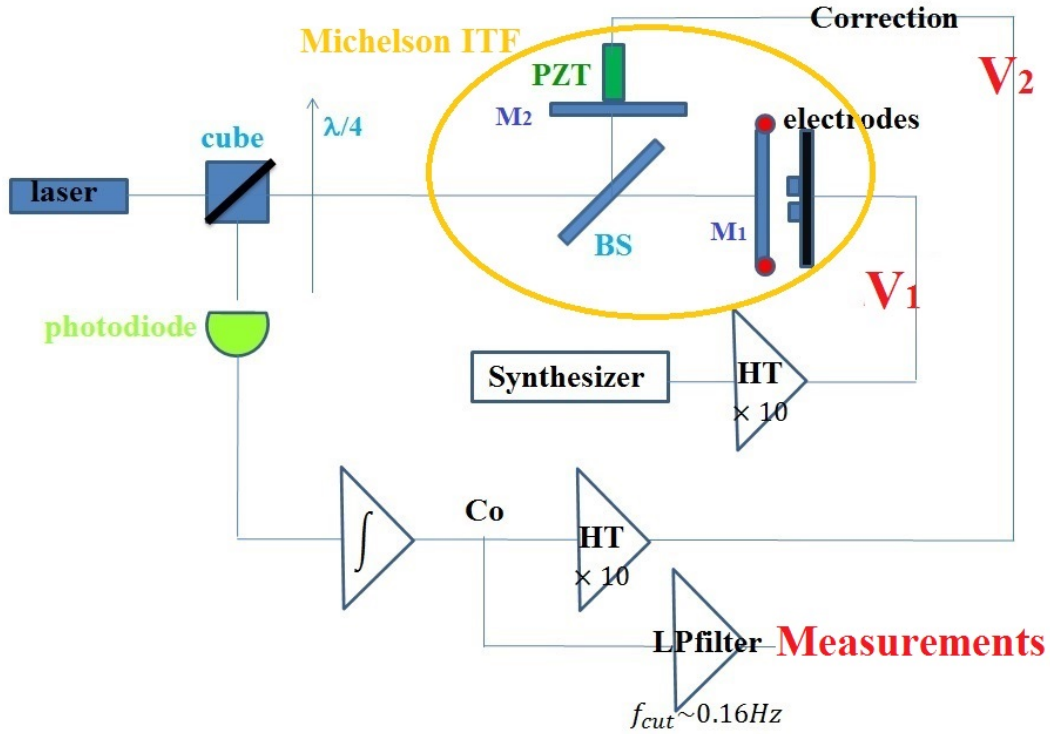 Correction
Michelson ITF
PZT
V2
M2
electrodes
λ/4
cube
laser
M1
BS
V1
photodiode
Synthesizer
HT
× 10
Co
∫
HT
× 10
LPfilter
Measurements
f_cut~0.16Hz